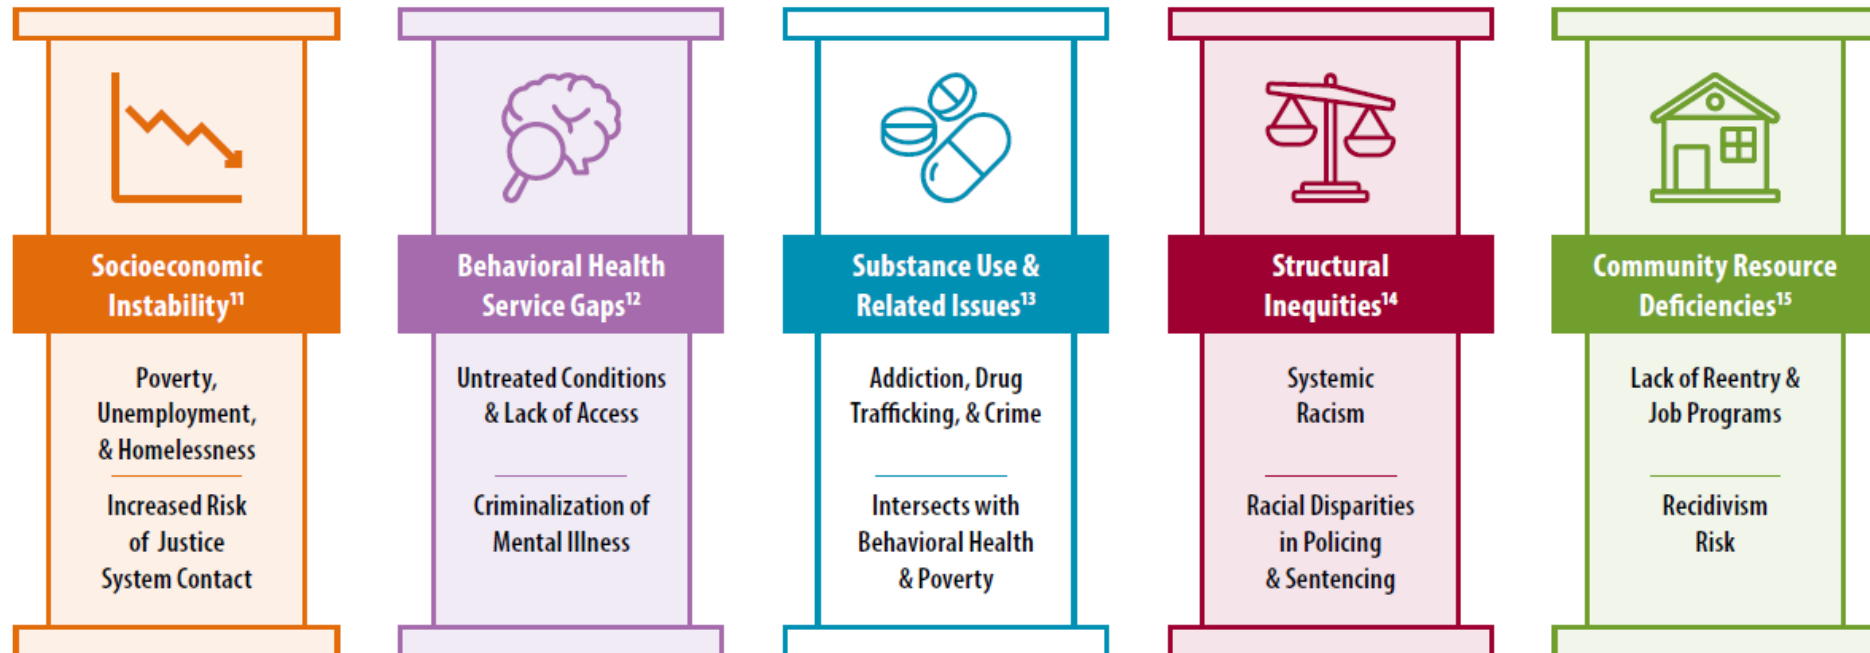 Socioeconomic
Instability¹¹
Poverty,
Unemployment,
& Homelessness
Increased Risk
of Justice
System Contact
Behavioral Health
Service Gaps¹²
Untreated Conditions
& Lack of Access
Criminalization of
Mental Illness
Substance Use &
Related Issues¹³
Addiction, Drug
Trafficking, & Crime
Intersects with
Behavioral Health
& Poverty
Structural
Inequities¹⁴
Systemic
Racism
Racial Disparities
in Policing
& Sentencing
Community Resource
Deficiencies¹⁵
Lack of Reentry &
Job Programs
Recidivism
Risk